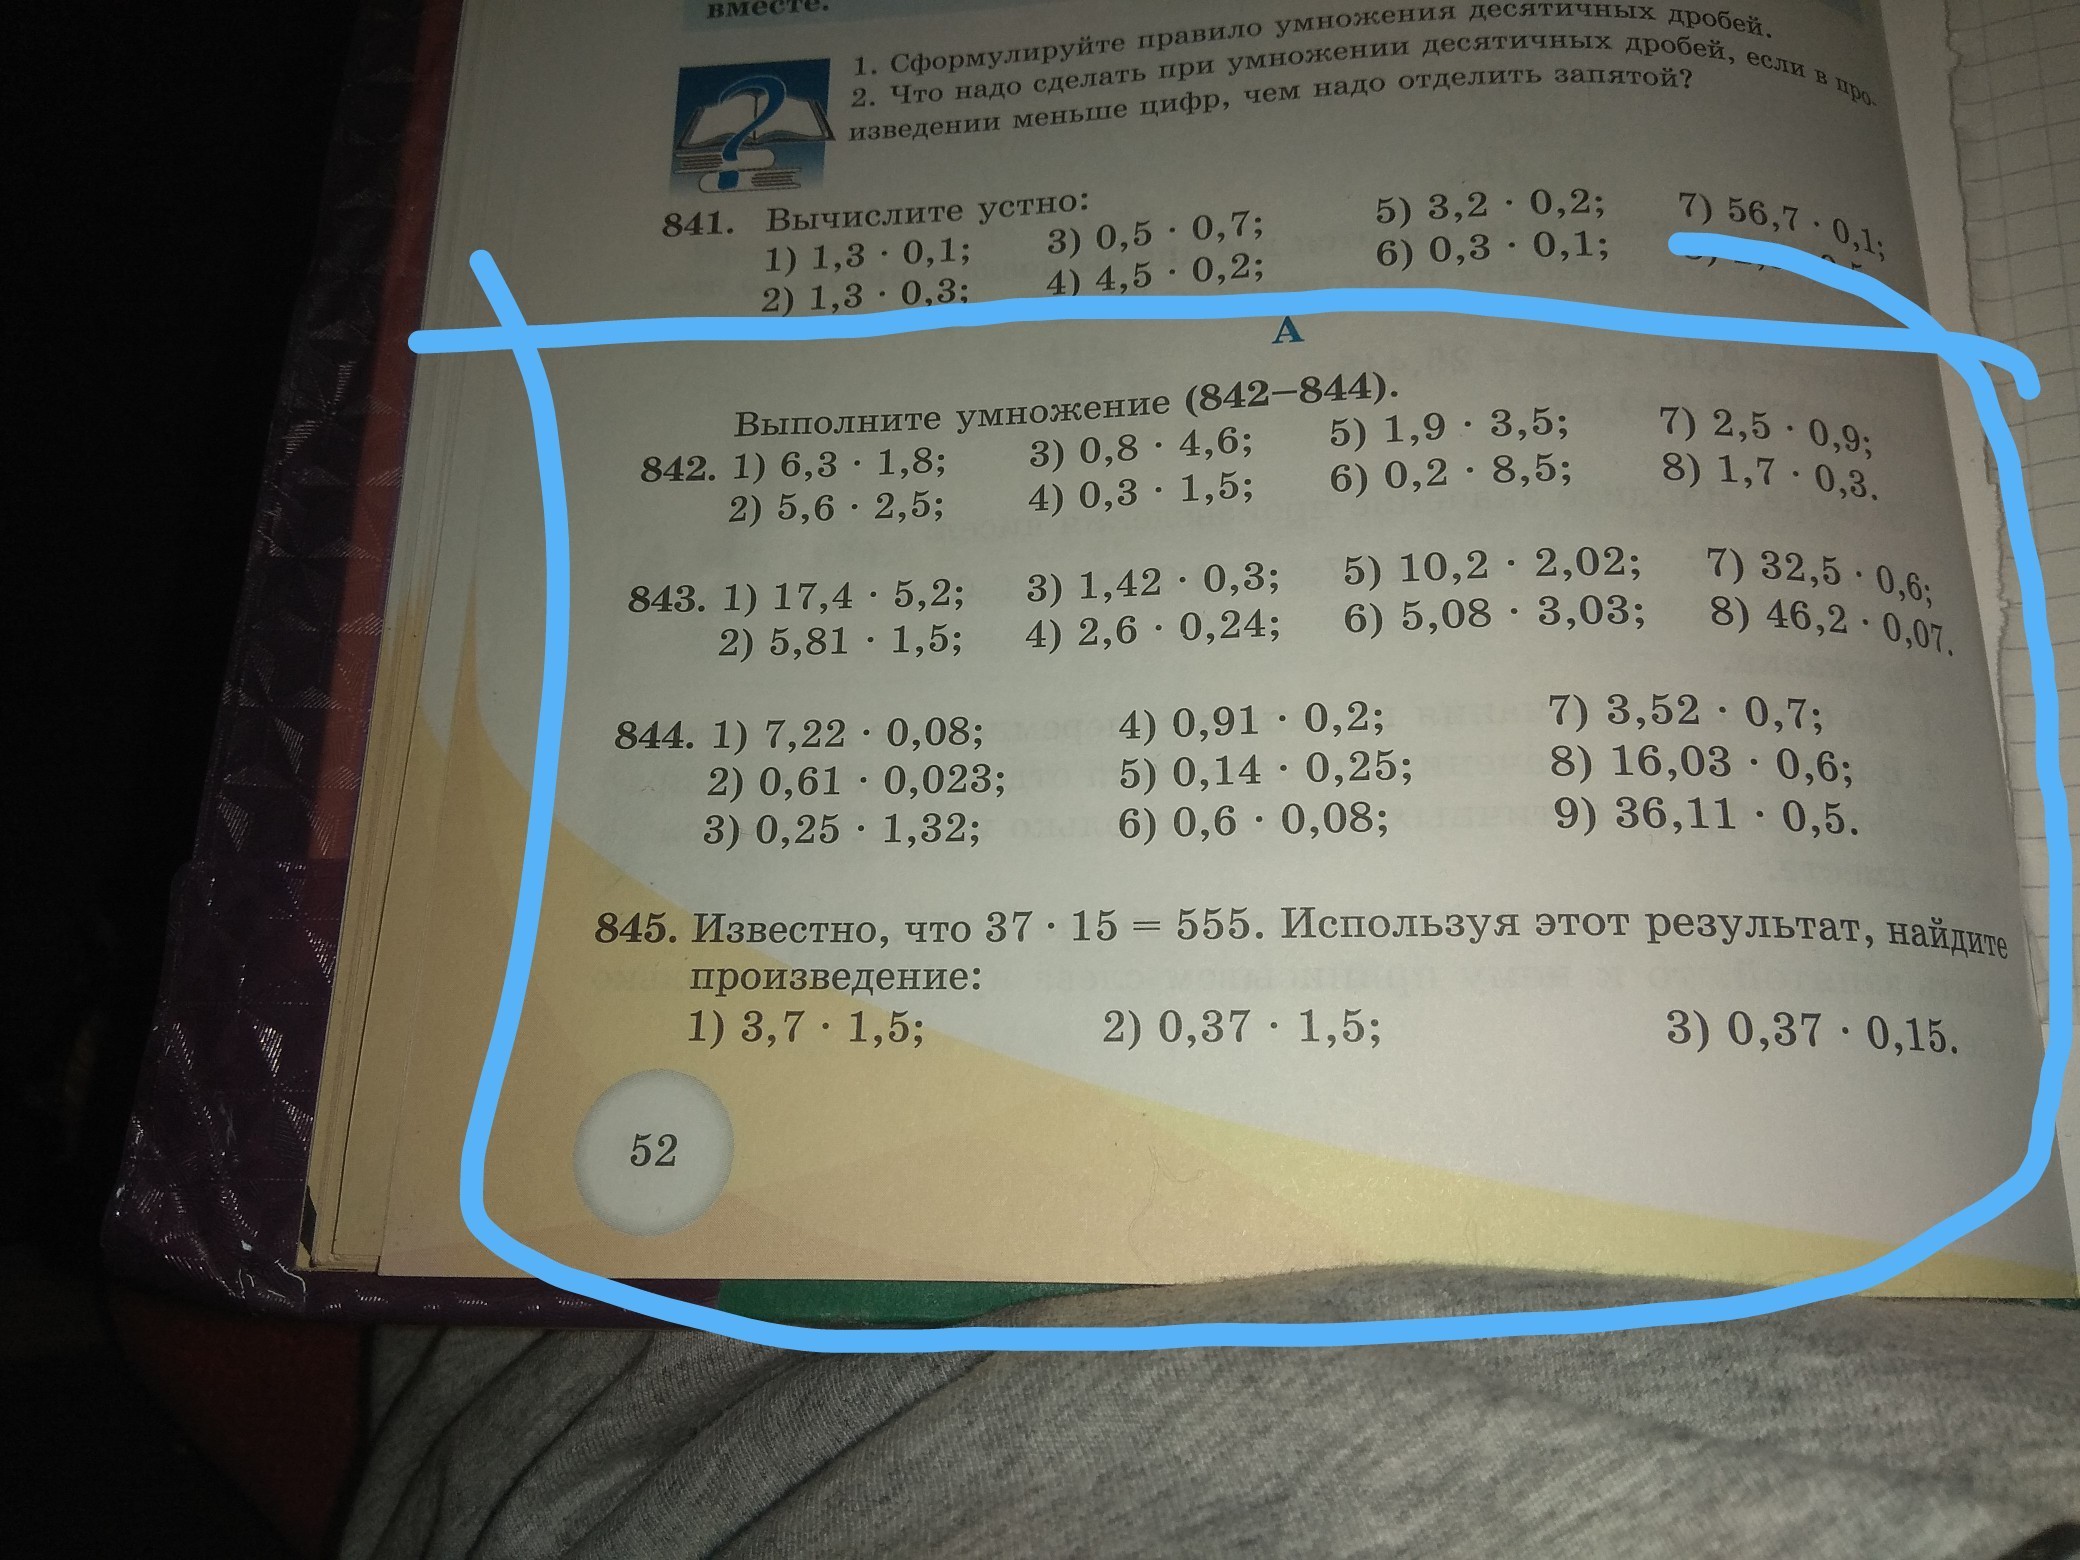 вместе.
1. Сформулируйте правило умножения десятичных дробей.
2. Что надо сделать при умножении десятичных дробей, если в про-
изведении меньше цифр, чем надо отделить запятой?
841. Вычислите устно:
1) 1,3 · 0,1; 3) 0,5 · 0,7; 5) 3,2 · 0,2; 7) 56,7 · 0,1;
2) 1,3 · 0,3; 4) 4,5 · 0,2; 6) 0,3 · 0,1;
А
Выполните умножение (842–844).
842. 1) 6,3 · 1,8; 3) 0,8 · 4,6; 5) 1,9 · 3,5; 7) 2,5 · 0,9;
2) 5,6 · 2,5; 4) 0,3 · 1,5; 6) 0,2 · 8,5; 8) 1,7 · 0,3.
843. 1) 17,4 · 5,2; 3) 1,42 · 0,3; 5) 10,2 · 2,02; 7) 32,5 · 0,6;
2) 5,81 · 1,5; 4) 2,6 · 0,24; 6) 5,08 · 3,03; 8) 46,2 · 0,07.
844. 1) 7,22 · 0,08; 4) 0,91 · 0,2; 7) 3,52 · 0,7;
2) 0,61 · 0,023; 5) 0,14 · 0,25; 8) 16,03 · 0,6;
3) 0,25 · 1,32; 6) 0,6 · 0,08; 9) 36,11 · 0,5.
845. Известно, что 37 · 15 = 555. Используя этот результат, найдите
произведение:
1) 3,7 · 1,5; 2) 0,37 · 1,5; 3) 0,37 · 0,15.
52